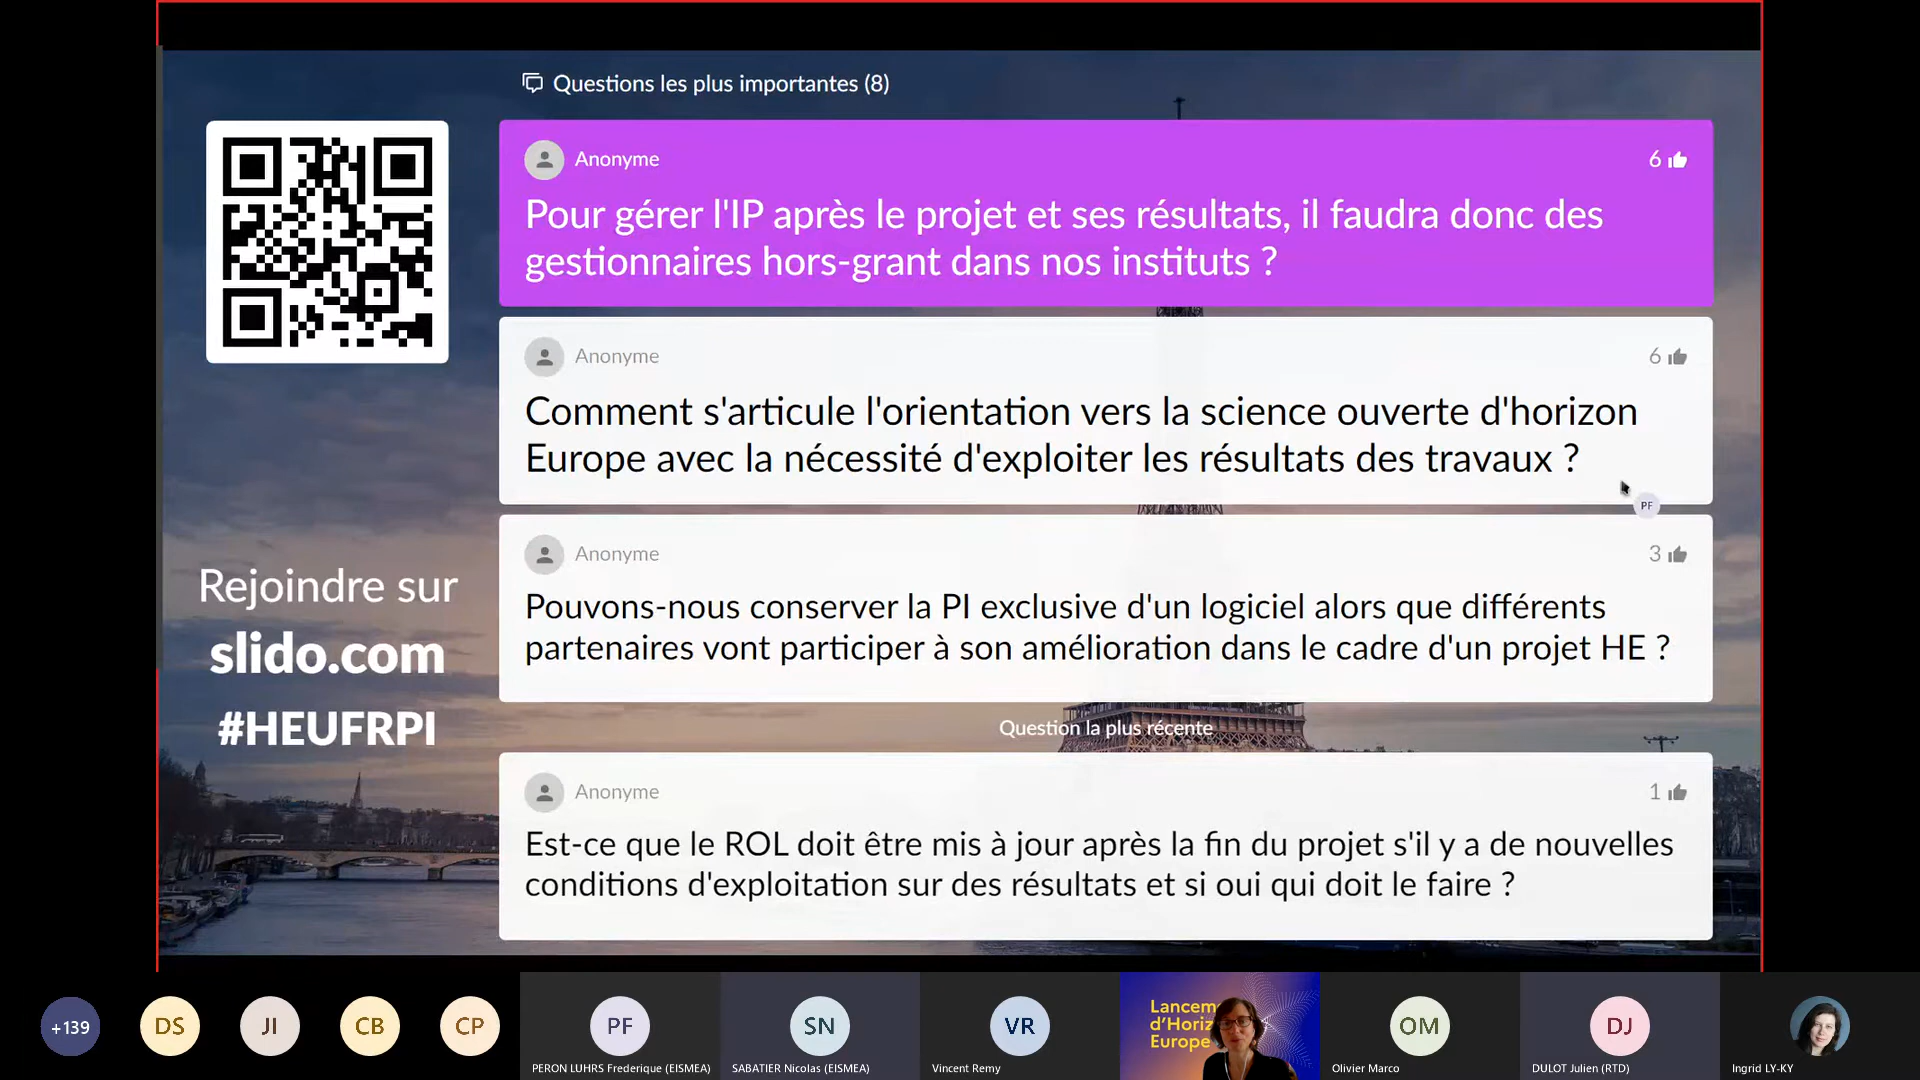 Questions les plus importantes (8)
Anonyme
6
Pour gérer l'IP après le projet et ses résultats, il faudra donc des
gestionnaires hors-grant dans nos instituts ?
Anonyme
6
Comment s'articule l'orientation vers la science ouverte d'horizon
Europe avec la nécessité d'exploiter les résultats des travaux ?
PF
Anonyme
3
Pouvons-nous conserver la PI exclusive d'un logiciel alors que différents
partenaires vont participer à son amélioration dans le cadre d'un projet HE ?
Question la plus récente
Anonyme
1
Est-ce que le ROL doit être mis à jour après la fin du projet s'il y a de nouvelles
conditions d'exploitation sur des résultats et si oui qui doit le faire ?
Rejoindre sur
slido.com
#HEUFRPI
+139
DS
JI
CB
CP
PF
PERON LUHRS Frederique (EISMEA)
SN
SABATIER Nicolas (EISMEA)
VR
Vincent Remy
Lancem
d'Horiz
Europe
OM
Olivier Marco
DJ
DULOT Julien (RTD)
Ingrid LY-KY